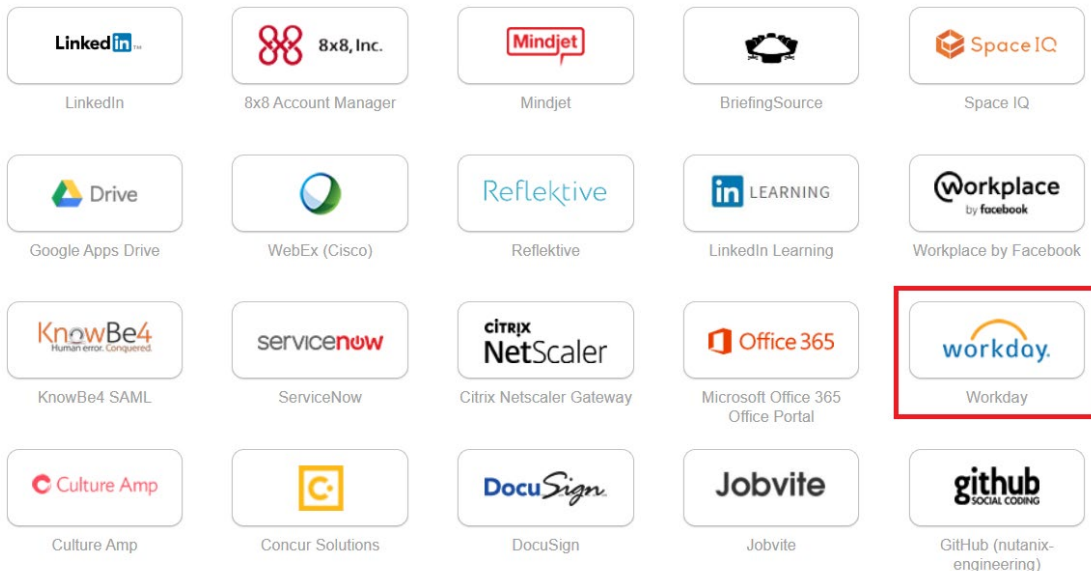 LinkedIn™
8x8, Inc.
Mindjet
Space IQ
LinkedIn
8x8 Account Manager
Mindjet
BriefingSource
Space IQ
Drive
Reflektive
in LEARNING
Workplace
by facebook
Google Apps Drive
WebEx (Cisco)
Reflektive
LinkedIn Learning
Workplace by Facebook
KnowBe4
Human error. Conquered.
servicenow
CITRIX
NetScaler
Office 365
workday.
KnowBe4 SAML
ServiceNow
Citrix Netscaler Gateway
Microsoft Office 365
Office Portal
Workday
Culture Amp
C.
DocuSign
Jobvite
github
SOCIAL CODING
Culture Amp
Concur Solutions
DocuSign
Jobvite
GitHub (nutanix-
engineering)